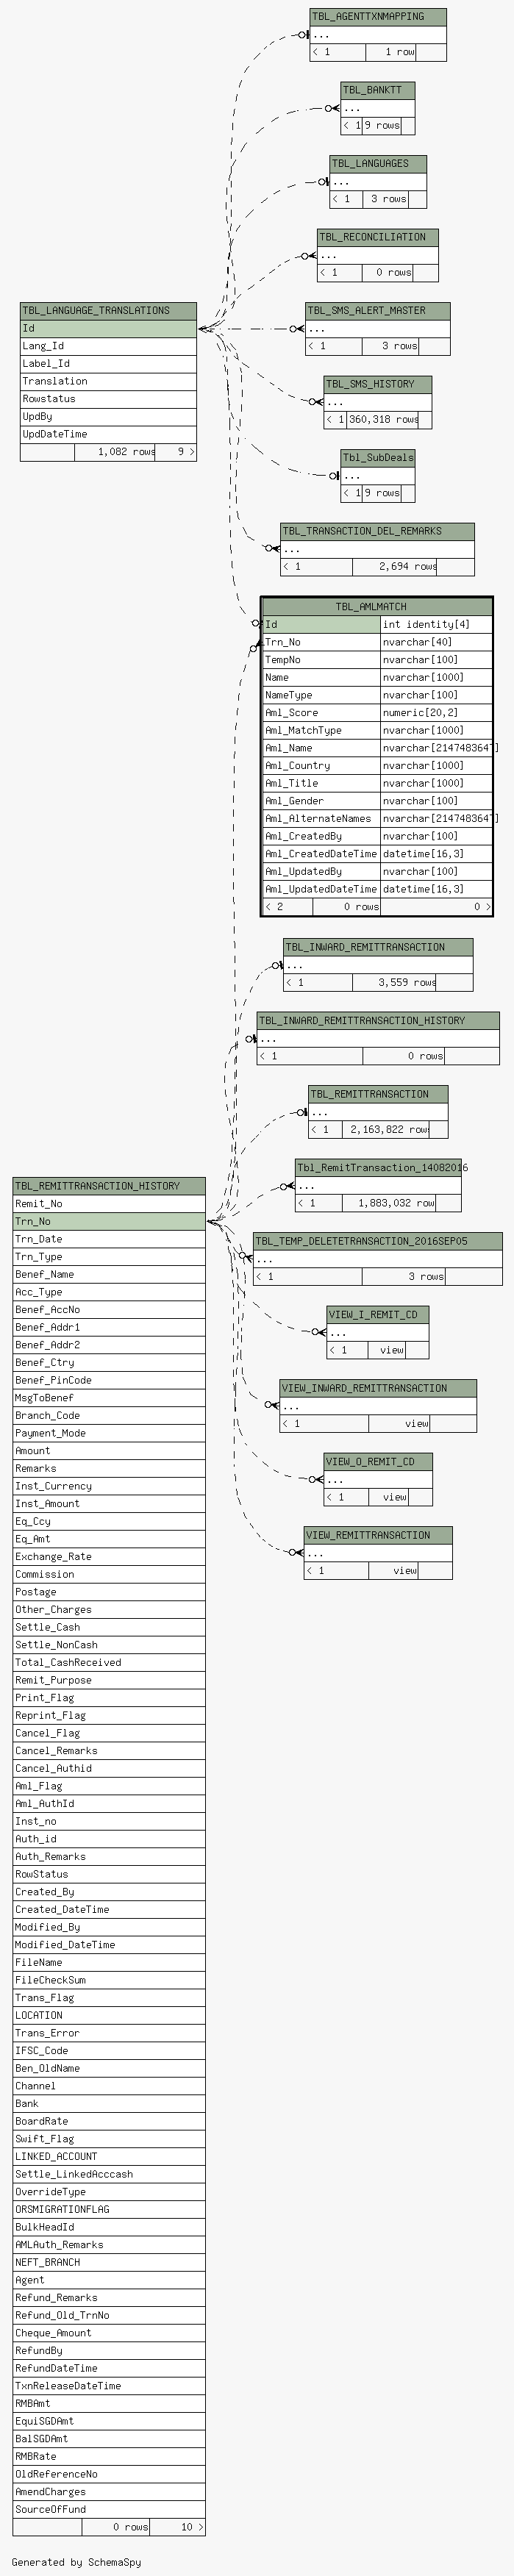 TBL_AGENTTXNMAPPING
...
< 1 1 row
TBL_BANKTT
...
< 1 9 rows
TBL_LANGUAGES
...
< 1 3 rows
TBL_RECONCILIATION
...
< 1 0 rows
TBL_LANGUAGE_TRANSLATIONS
Id
Lang_Id
Label_Id
Translation
Rowstatus
UpdBy
UpdDateTime
1,082 rows 9 >
TBL_SMS_ALERT_MASTER
...
< 1 3 rows
TBL_SMS_HISTORY
...
< 1 360,318 rows
Tbl_SubDeals
...
< 1 9 rows
TBL_TRANSACTION_DEL_REMARKS
...
< 1 2,694 rows
TBL_AMLMATCH
Id int identity[4]
Trn_No nvarchar[40]
TempNo nvarchar[100]
Name nvarchar[1000]
NameType nvarchar[100]
Aml_Score numeric[20,2]
Aml_MatchType nvarchar[1000]
Aml_Name nvarchar[2147483647]
Aml_Country nvarchar[1000]
Aml_Title nvarchar[1000]
Aml_Gender nvarchar[100]
Aml_AlternateNames nvarchar[2147483647]
Aml_CreatedBy nvarchar[100]
Aml_CreatedDateTime datetime[16,3]
Aml_UpdatedBy nvarchar[100]
Aml_UpdatedDateTime datetime[16,3]
< 2 0 rows 0 >
TBL_INWARD_REMITTRANSACTION
...
< 1 3,559 rows
TBL_INWARD_REMITTRANSACTION_HISTORY
...
< 1 0 rows
TBL_REMITTRANSACTION
...
< 1 2,163,822 rows
Tbl_RemitTransaction_14082016
...
< 1 1,883,032 row
TBL_TEMP_DELETETRANSACTION_2016SEP05
...
< 1 3 rows
VIEW_I_REMIT_CD
...
< 1 view
VIEW_INWARD_REMITTRANSACTION
...
< 1 view
VIEW_O_REMIT_CD
...
< 1 view
VIEW_REMITTRANSACTION
...
< 1 view
TBL_REMITTRANSACTION_HISTORY
Remit_No
Trn_No
Trn_Date
Trn_Type
Benef_Name
Acc_Type
Benef_AccNo
Benef_Addr1
Benef_Addr2
Benef_Ctry
Benef_PinCode
MsgToBenef
Branch_Code
Payment_Mode
Amount
Remarks
Inst_Currency
Inst_Amount
Eq_Ccy
Eq_Amt
Exchange_Rate
Commission
Postage
Other_Charges
Settle_Cash
Settle_NonCash
Total_CashReceived
Remit_Purpose
Print_Flag
Reprint_Flag
Cancel_Flag
Cancel_Remarks
Cancel_Authid
Aml_Flag
Aml_AuthId
Inst_no
Auth_id
Auth_Remarks
RowStatus
Created_By
Created_DateTime
Modified_By
Modified_DateTime
FileName
FileCheckSum
Trans_Flag
LOCATION
Trans_Error
IFSC_Code
Ben_OldName
Channel
Bank
BoardRate
Swift_Flag
LINKED_ACCOUNT
Settle_LinkedAcccash
OverrideType
ORSMIGRATIONFLAG
BulkHeadId
AMLAuth_Remarks
NEFT_BRANCH
Agent
Refund_Remarks
Refund_Old_TrnNo
Cheque_Amount
RefundBy
RefundDateTime
TxnReleaseDateTime
RMBAmt
EquiSGDAmt
BalSGDAmt
RMBRate
OldReferenceNo
AmendCharges
SourceOfFund
0 rows 10 >
Generated by SchemaSpy